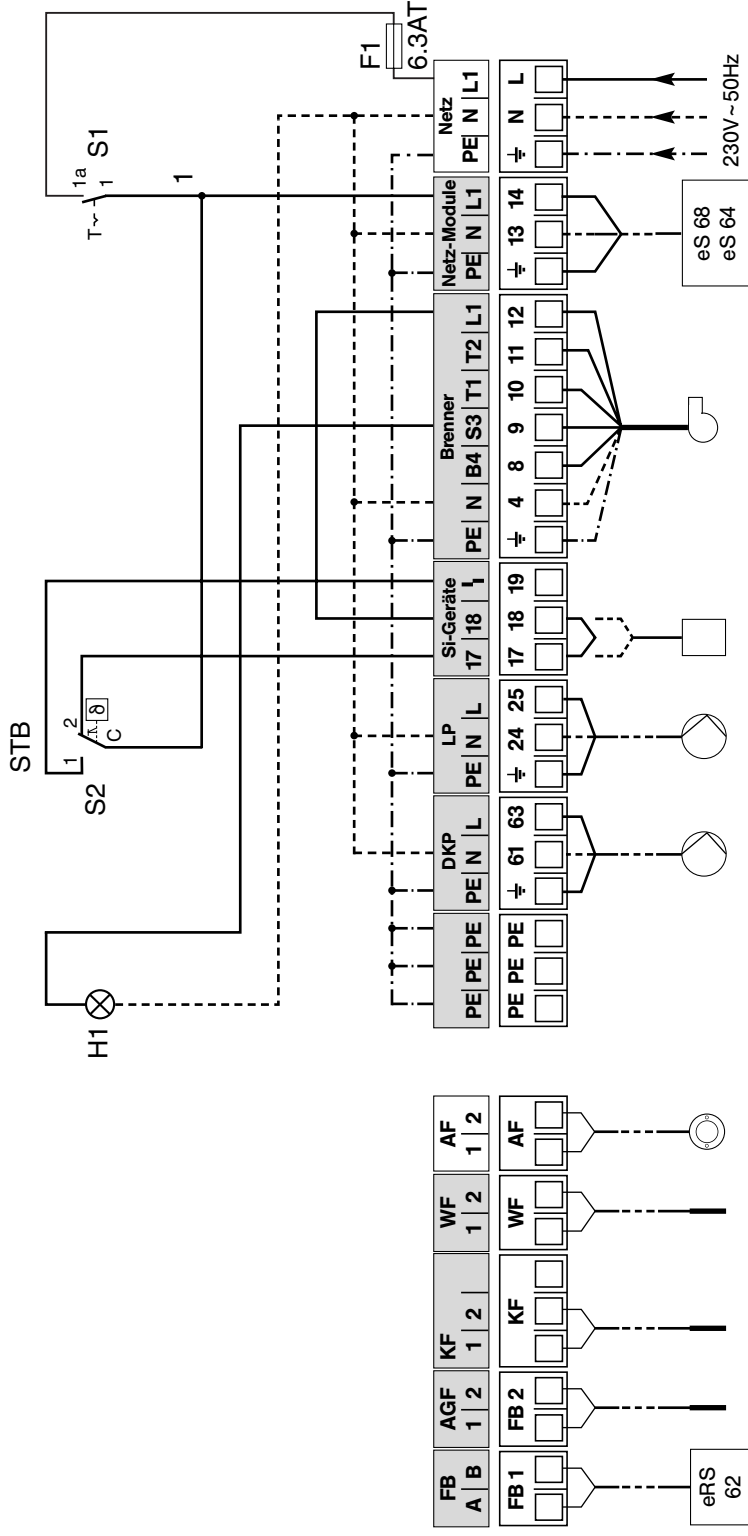 STB
H1
S2
1
2
C
ϑ
T
1a
1
S1
1
F1
6.3AT
FB
A B
AGF
1 2
KF
1 2
WF
1 2
AF
1 2
PE PE PE
DKP
PE N L
LP
PE N L
Si-Geräte
17 18
Brenner
PE N B4 S3 T1 T2 L1
Netz-Module
PE N L1
Netz
PE N L1
FB 1
FB 2
KF
WF
AF
PE PE PE
61 63
24 25
17 18 19
4 8 9 10 11 12
13 14
N L
eRS
62
eS 68
eS 64
230V~50Hz